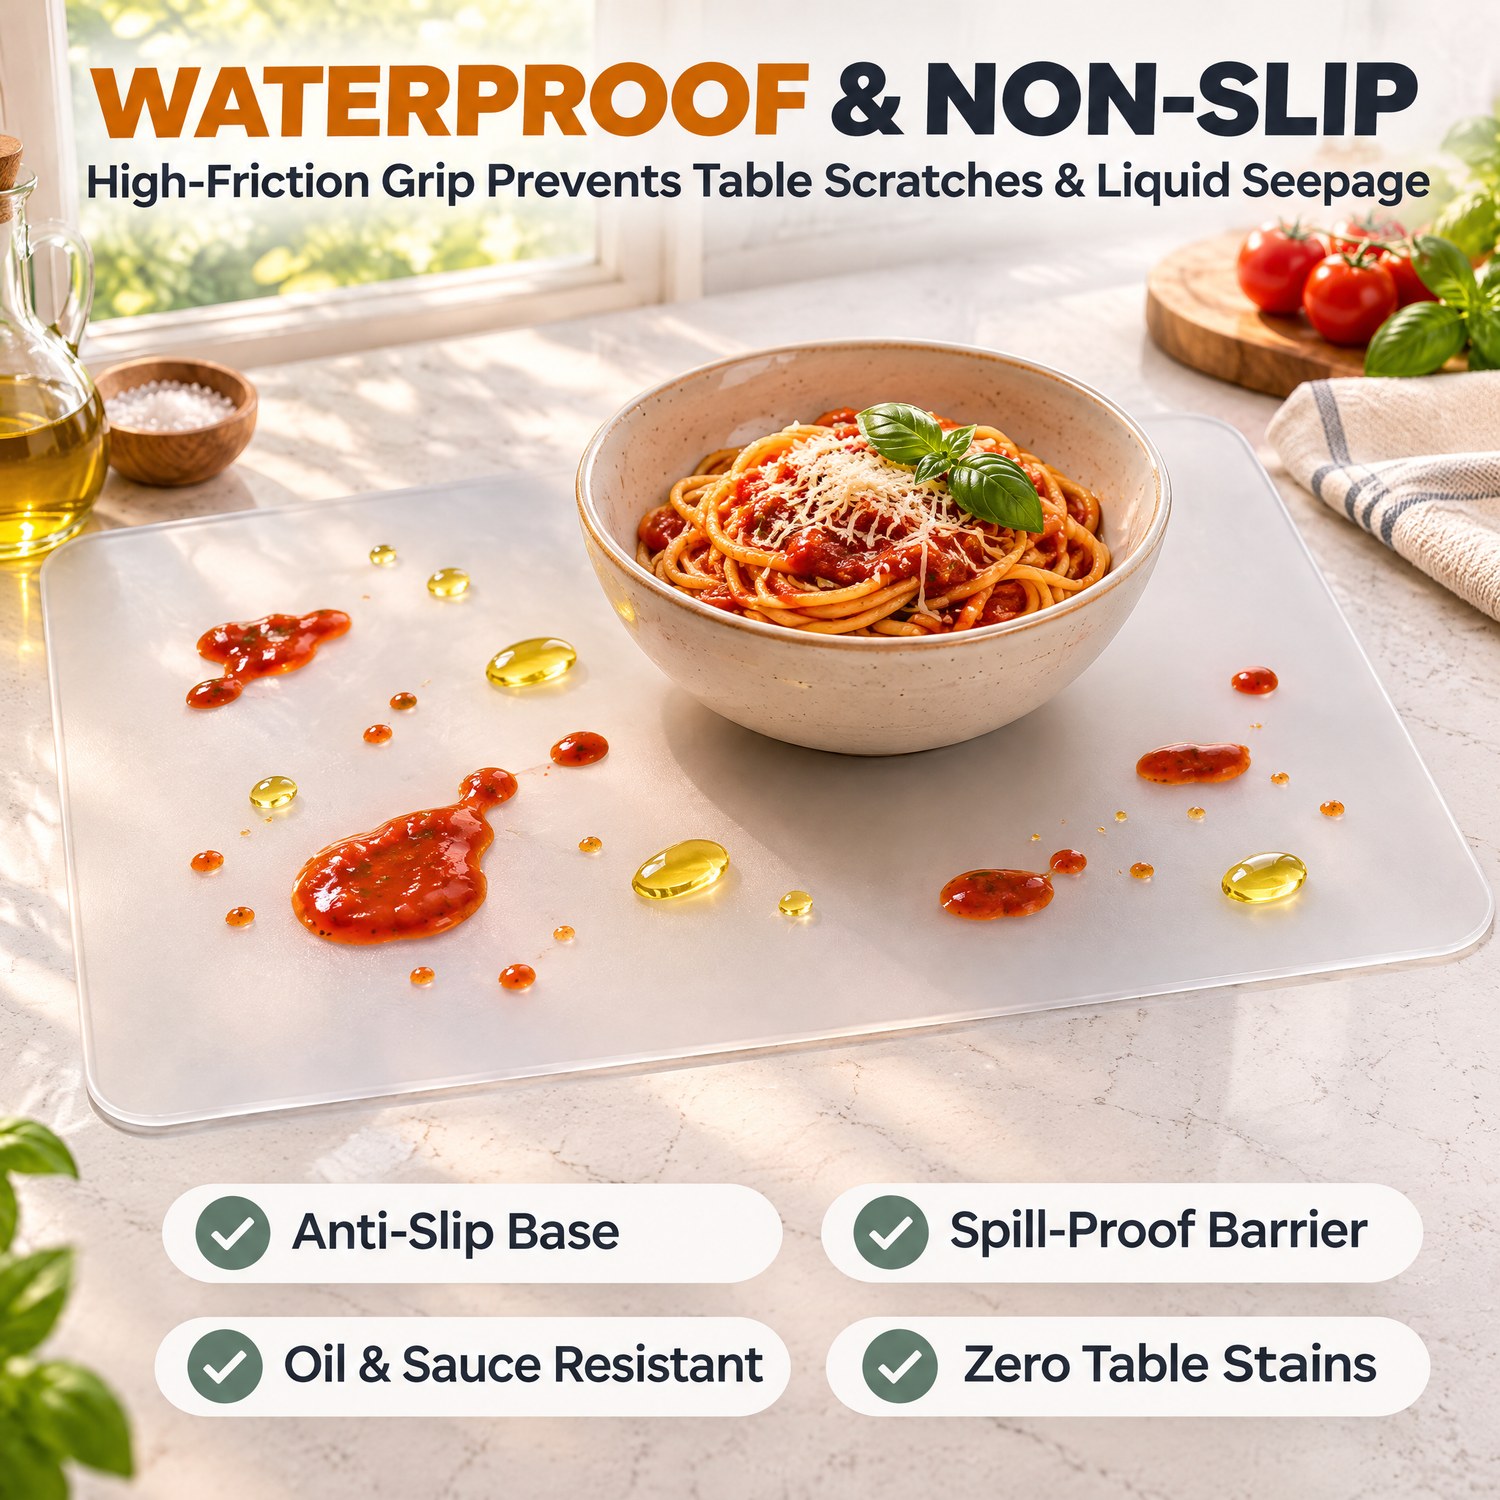 WATERPROOF & NON-SLIP
High-Friction Grip Prevents Table Scratches & Liquid Seepage
Anti-Slip Base
Spill-Proof Barrier
Oil & Sauce Resistant
Zero Table Stains